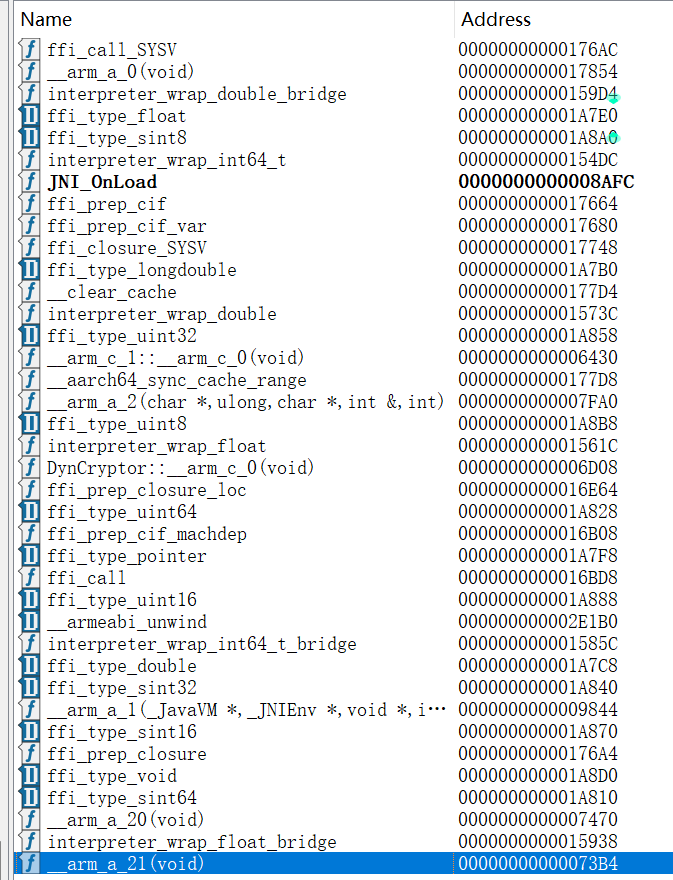 Name Address
ffi_call_SYSV 00000000000176AC
__arm_a_0(void) 0000000000017854
interpreter_wrap_double_bridge 00000000000159D4
ffi_type_float 000000000001A7E0
ffi_type_sint8 000000000001A8A0
interpreter_wrap_int64_t 00000000000154DC
JNI_OnLoad 0000000000008AFC
ffi_prep_cif 0000000000017664
ffi_prep_cif_var 0000000000017680
ffi_closure_SYSV 0000000000017748
ffi_type_longdouble 000000000001A7B0
__clear_cache 00000000000177D4
interpreter_wrap_double 000000000001573C
ffi_type_uint32 000000000001A858
__arm_c_1::__arm_c_0(void) 0000000000006430
__aarch64_sync_cache_range 00000000000177D8
__arm_a_2(char *,ulong,char *,int &,int) 0000000000007FA0
ffi_type_uint8 000000000001A8B8
interpreter_wrap_float 000000000001561C
DynCryptor::__arm_c_0(void) 0000000000006D08
ffi_prep_closure_loc 0000000000016E64
ffi_type_uint64 000000000001A828
ffi_prep_cif_machdep 0000000000016B08
ffi_type_pointer 000000000001A7F8
ffi_call 0000000000016BD8
ffi_type_uint16 000000000001A888
__armeabi_unwind 000000000002E1B0
interpreter_wrap_int64_t_bridge 000000000001585C
ffi_type_double 000000000001A7C8
ffi_type_sint32 000000000001A840
__arm_a_1(_JavaVM *,_JNIEnv *,void *,i… 0000000000009844
ffi_type_sint16 000000000001A870
ffi_prep_closure 00000000000176A4
ffi_type_void 000000000001A8D0
ffi_type_sint64 000000000001A810
__arm_a_20(void) 0000000000007470
interpreter_wrap_float_bridge 0000000000015938
__arm_a_21(void) 00000000000073B4